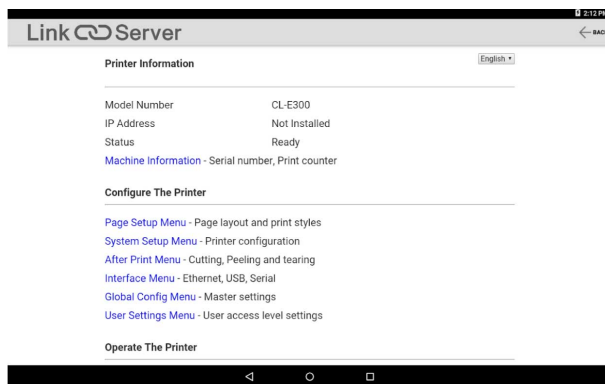 2:12 PM
Link Server
BACK
Printer Information
English
Model Number CL-E300
IP Address Not Installed
Status Ready
Machine Information - Serial number, Print counter
Configure The Printer
Page Setup Menu - Page layout and print styles
System Setup Menu - Printer configuration
After Print Menu - Cutting, Peeling and tearing
Interface Menu - Ethernet, USB, Serial
Global Config Menu - Master settings
User Settings Menu - User access level settings
Operate The Printer